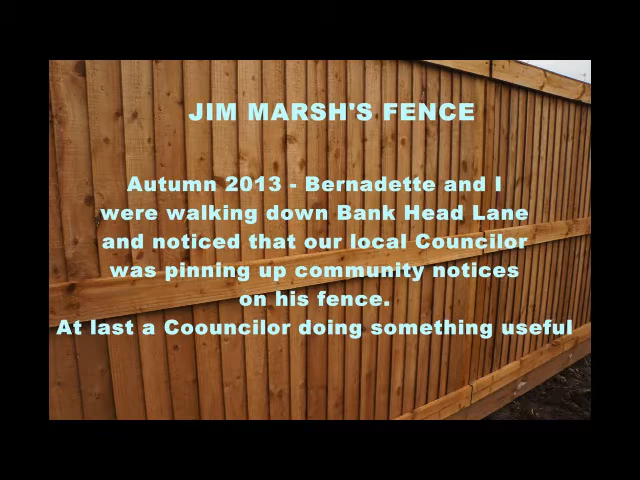 JIM MARSH'S FENCE
Autumn 2013 - Bernadette and I
were walking down Bank Head Lane
and noticed that our local Councilor
was pinning up community notices
on his fence.
At last a Coouncilor doing something useful